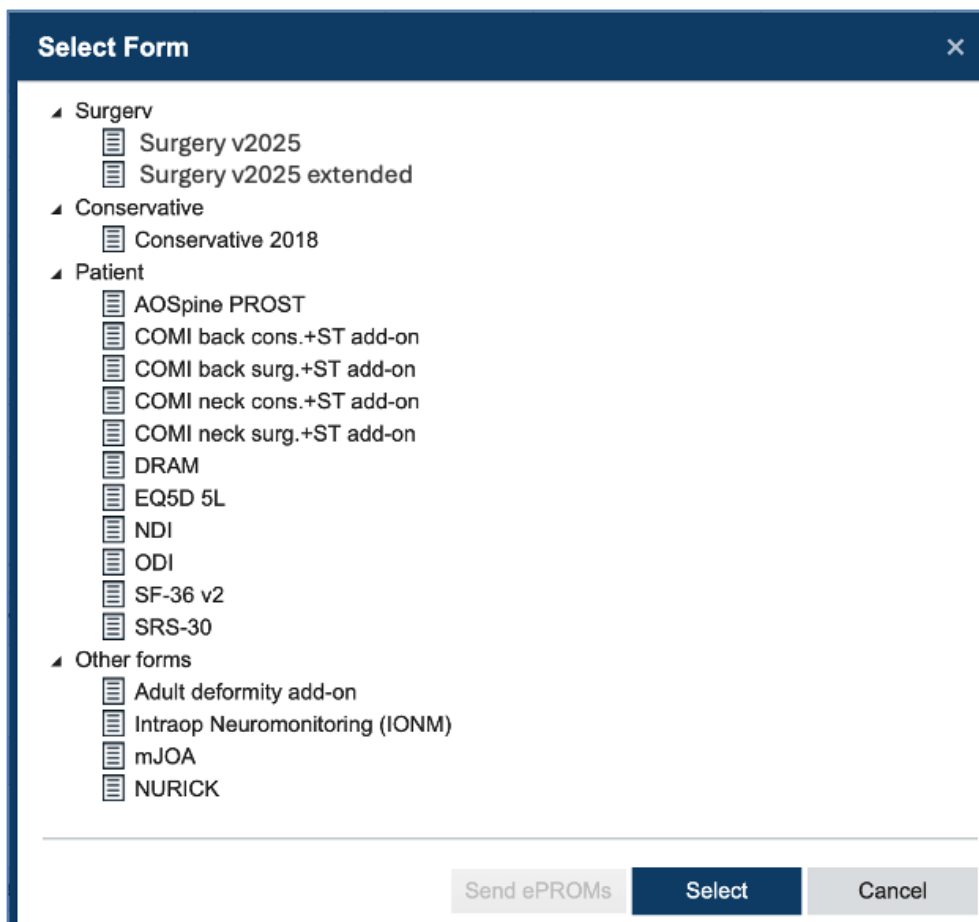 Select Form
Surgerv
Surgery v2025
Surgery v2025 extended
Conservative
Conservative 2018
Patient
AOSpine PROST
COMI back cons.+ST add-on
COMI back surg.+ST add-on
COMI neck cons.+ST add-on
COMI neck surg.+ST add-on
DRAM
EQ5D 5L
NDI
ODI
SF-36 v2
SRS-30
Other forms
Adult deformity add-on
Intraop Neuromonitoring (IONM)
mJOA
NURICK
Send ePROMs Select Cancel